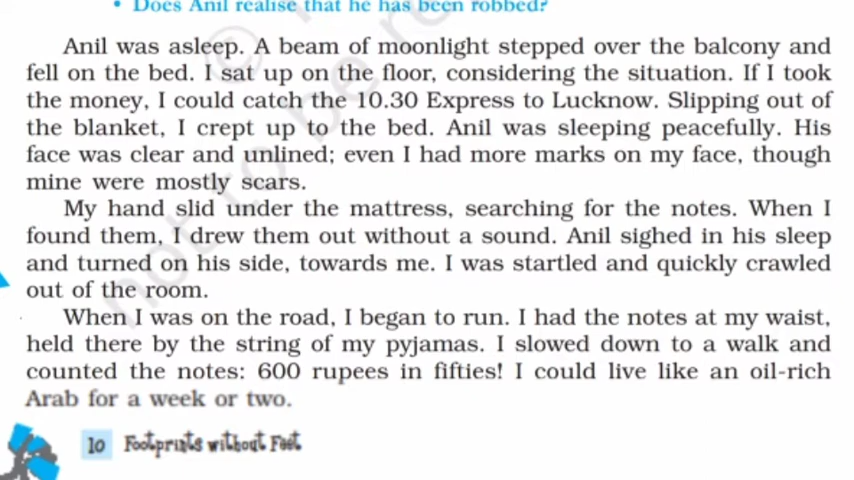 • Does Anil realise that he has been robbed?
Anil was asleep. A beam of moonlight stepped over the balcony and
fell on the bed. I sat up on the floor, considering the situation. If I took
the money, I could catch the 10.30 Express to Lucknow. Slipping out of
the blanket, I crept up to the bed. Anil was sleeping peacefully. His
face was clear and unlined; even I had more marks on my face, though
mine were mostly scars.
My hand slid under the mattress, searching for the notes. When I
found them, I drew them out without a sound. Anil sighed in his sleep
and turned on his side, towards me. I was startled and quickly crawled
out of the room.
When I was on the road, I began to run. I had the notes at my waist,
held there by the string of my pyjamas. I slowed down to a walk and
counted the notes: 600 rupees in fifties! I could live like an oil-rich
Arab for a week or two.
10 Footprints without Feet
not to be re
©